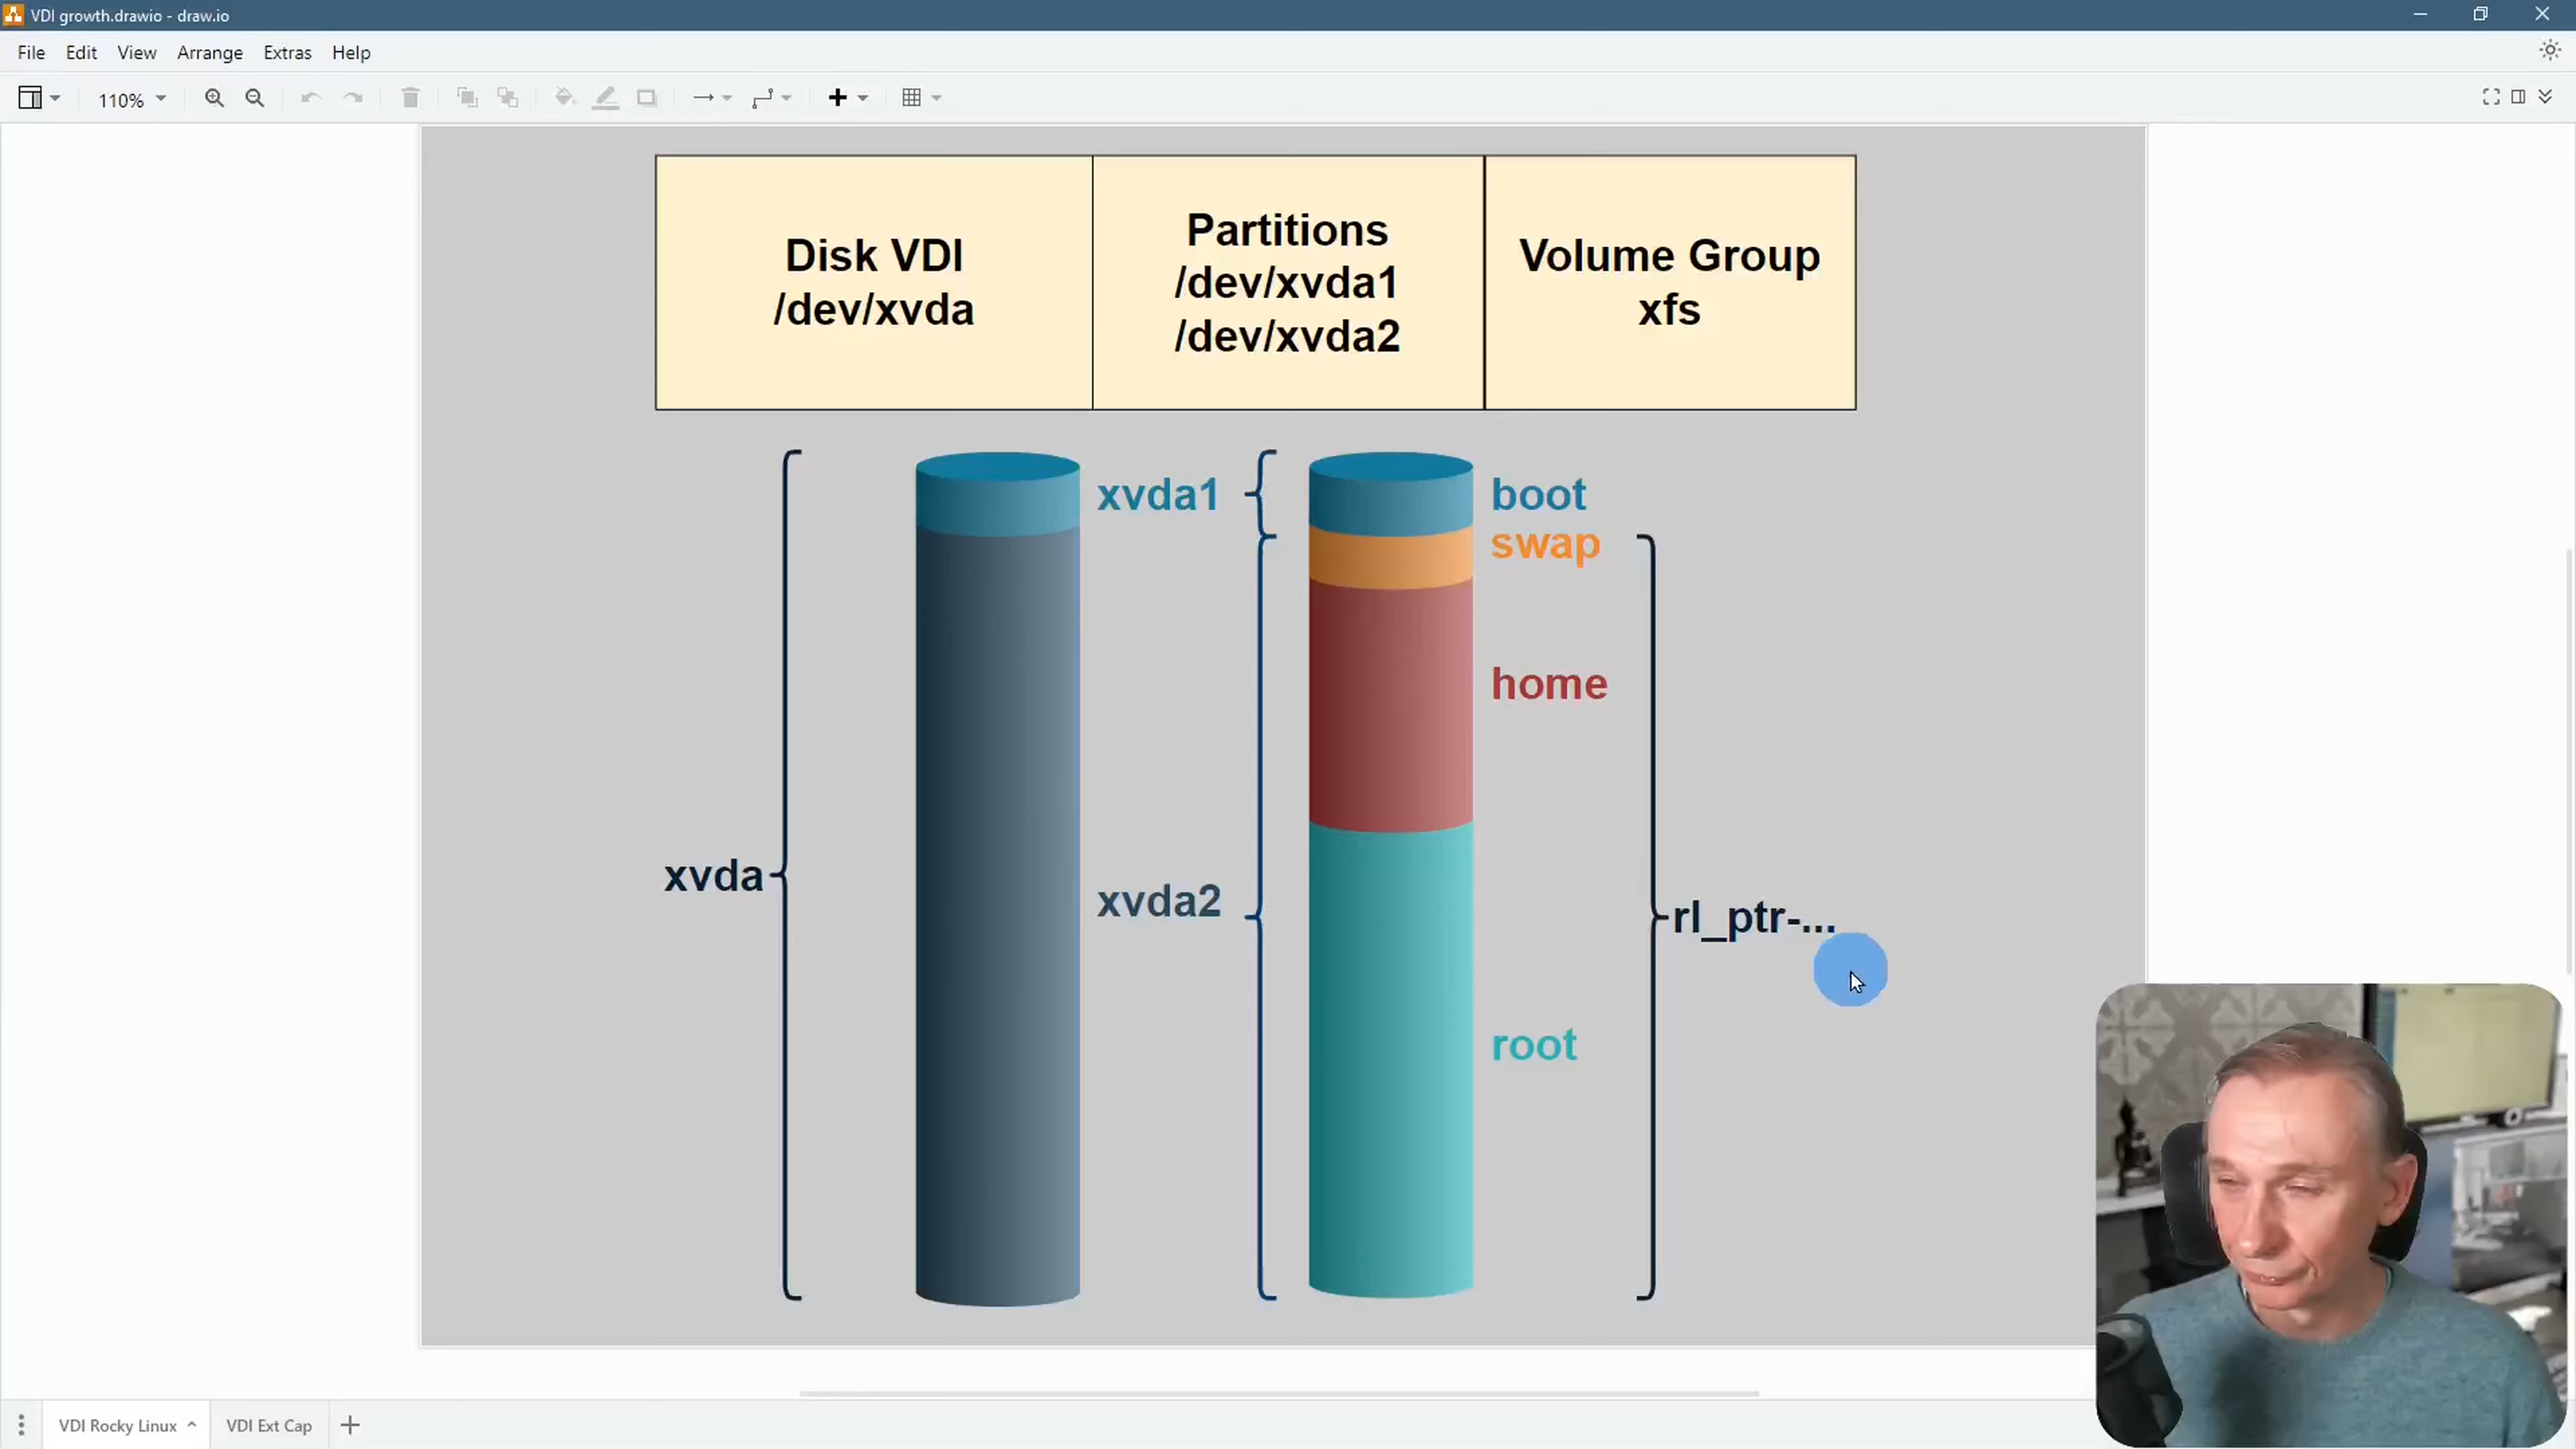 VDI growth.drawio - draw.io
File Edit View Arrange Extras Help
110%
Disk VDI
/dev/xvda
Partitions
/dev/xvda1
/dev/xvda2
Volume Group
xfs
xvda1
boot
swap
home
xvda
xvda2
rl_ptr-...
root
VDI Rocky Linux
VDI Ext Cap